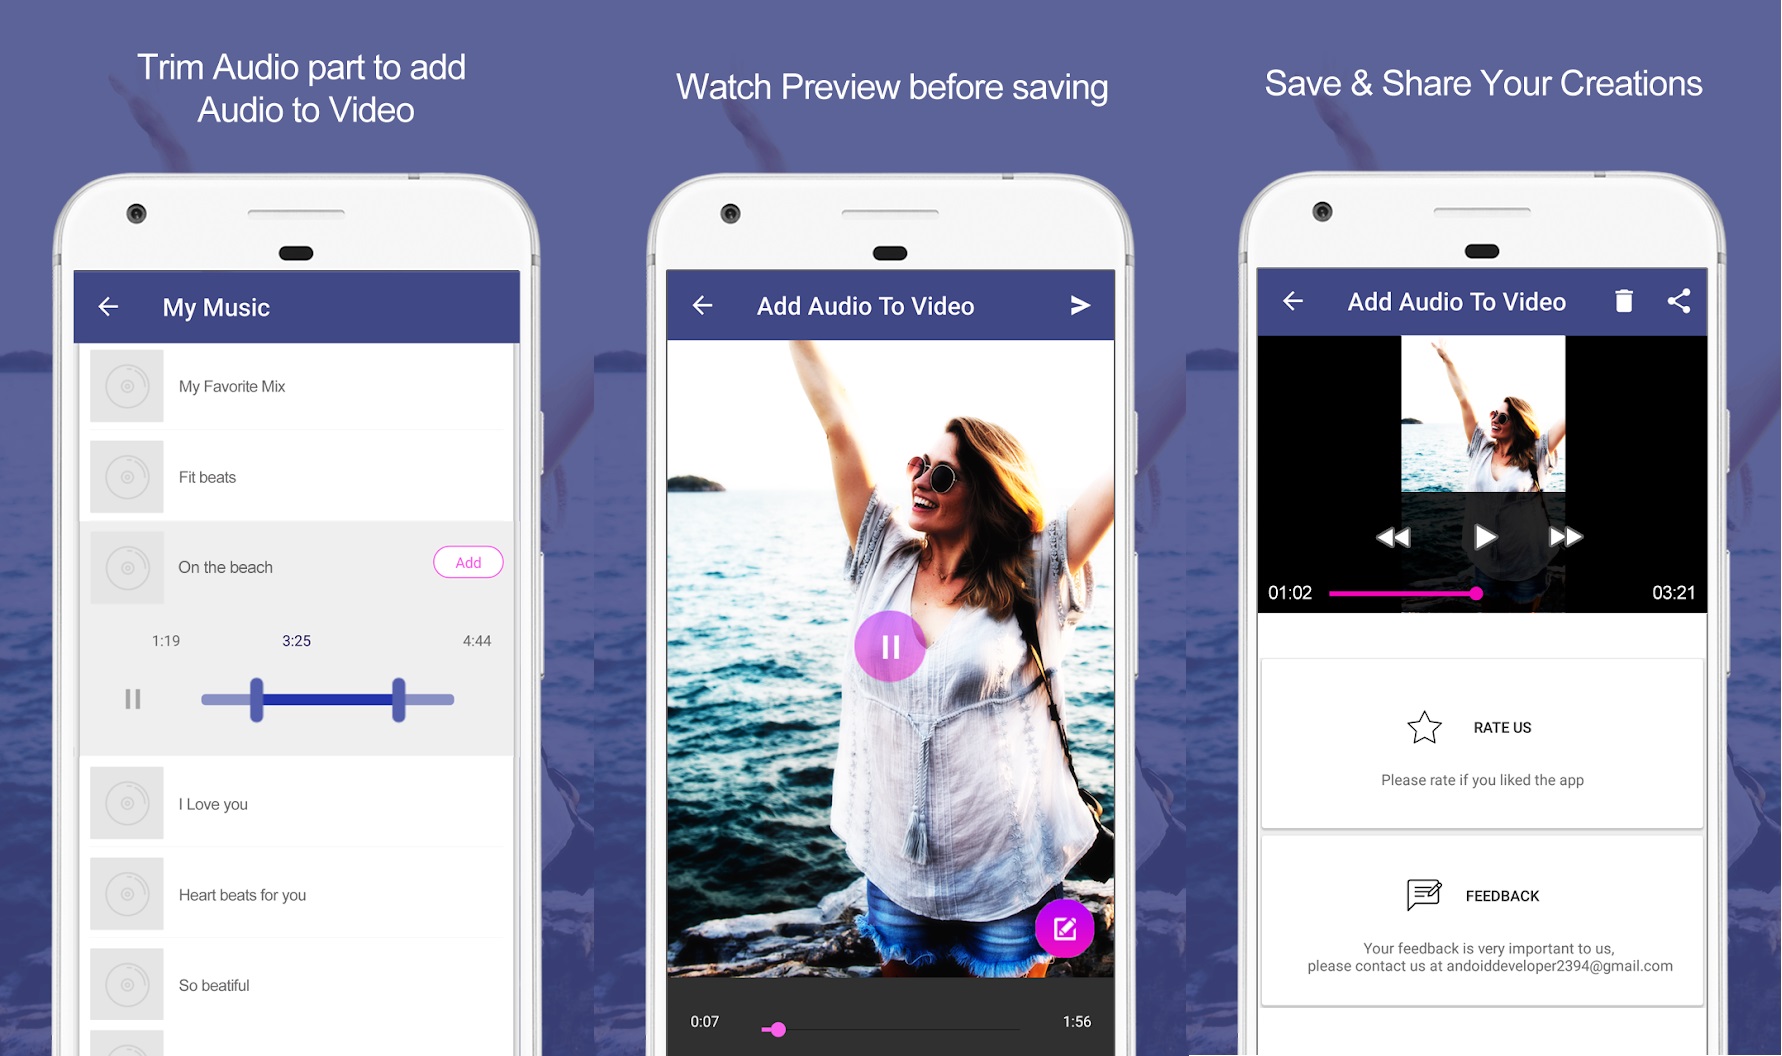 Trim Audio part to add
Audio to Video
My Music
My Favorite Mix
Fit beats
On the beach
Add
1:19
3:25
4:44
I Love you
Heart beats for you
So beatiful
Watch Preview before saving
Add Audio To Video
0:07
1:56
Save & Share Your Creations
Add Audio To Video
01:02
03:21
RATE US
Please rate if you liked the app
FEEDBACK
Your feedback is very important to us,
please contact us at andoiddeveloper2394@gmail.com